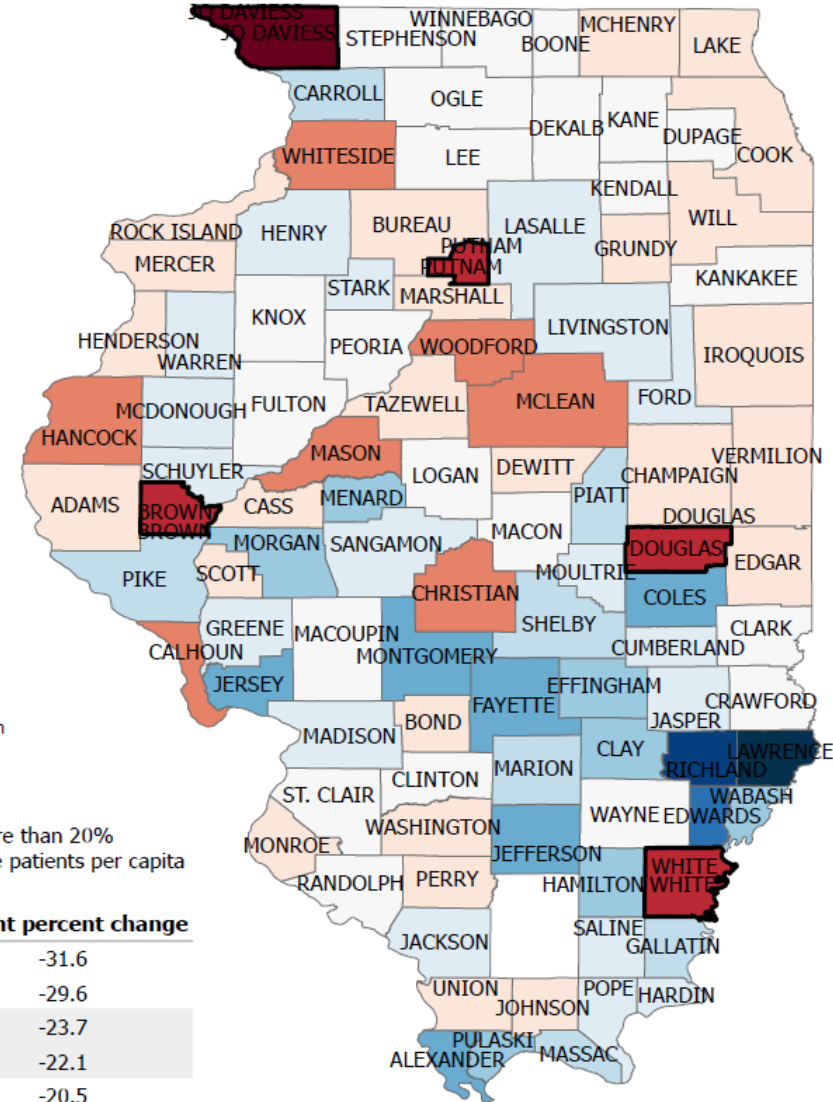 JO DAVIESS
JO DAVIESS
STEPHENSON
WINNEBAGO
BOONE
MCHENRY
LAKE
CARROLL
OGLE
DEKALB
KANE
DUPAGE
COOK
WHITESIDE
LEE
KENDALL
ROCK ISLAND
HENRY
BUREAU
LASALLE
GRUNDY
WILL
PUTNAM
PUTNAM
MERCER
STARK
MARSHALL
KANKAKEE
KNOX
PEORIA
WOODFORD
LIVINGSTON
HENDERSON
WARREN
IROQUOIS
MCDONOUGH
FULTON
TAZEWELL
MCLEAN
FORD
HANCOCK
MASON
SCHUYLER
LOGAN
DEWITT
CHAMPAIGN
VERMILION
ADAMS
BROWN
BROWN
CASS
MENARD
PIATT
DOUGLAS
DOUGLAS
MORGAN
SANGAMON
MACON
MOULTRIE
EDGAR
PIKE
SCOTT
CHRISTIAN
COLES
GREENE
MACOUPIN
SHELBY
CLARK
CALHOUN
MONTGOMERY
CUMBERLAND
JERSEY
FAYETTE
EFFINGHAM
JASPER
CRAWFORD
MADISON
BOND
CLAY
RICHLAND
LAWRENCE
n
ST. CLAIR
CLINTON
MARION
WABASH
WAYNE
EDWARDS
MONROE
WASHINGTON
JEFFERSON
re than 20%
e patients per capita
RANDOLPH
PERRY
HAMILTON
WHITE
WHITE
nt percent change
JACKSON
SALINE
GALLATIN
-31.6
UNION
JOHNSON
POPE
HARDIN
-29.6
-23.7
PULASKI
ALEXANDER
MASSAC
-22.1
-20.5